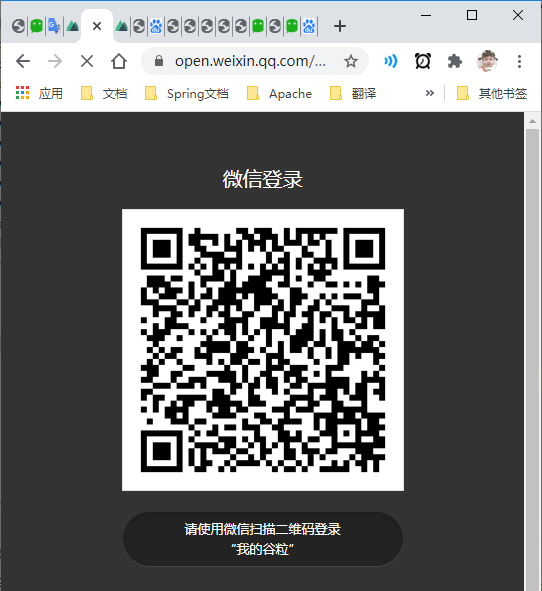 open.weixin.qq.com/...
应用 文档 Spring文档 Apache 翻译 » 其他书签
微信登录
请使用微信扫描二维码登录
“我的谷粒”